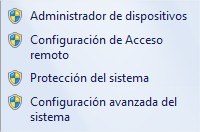 Administrador de dispositivos
Configuración de Acceso
remoto
Protección del sistema
Configuración avanzada del
sistema